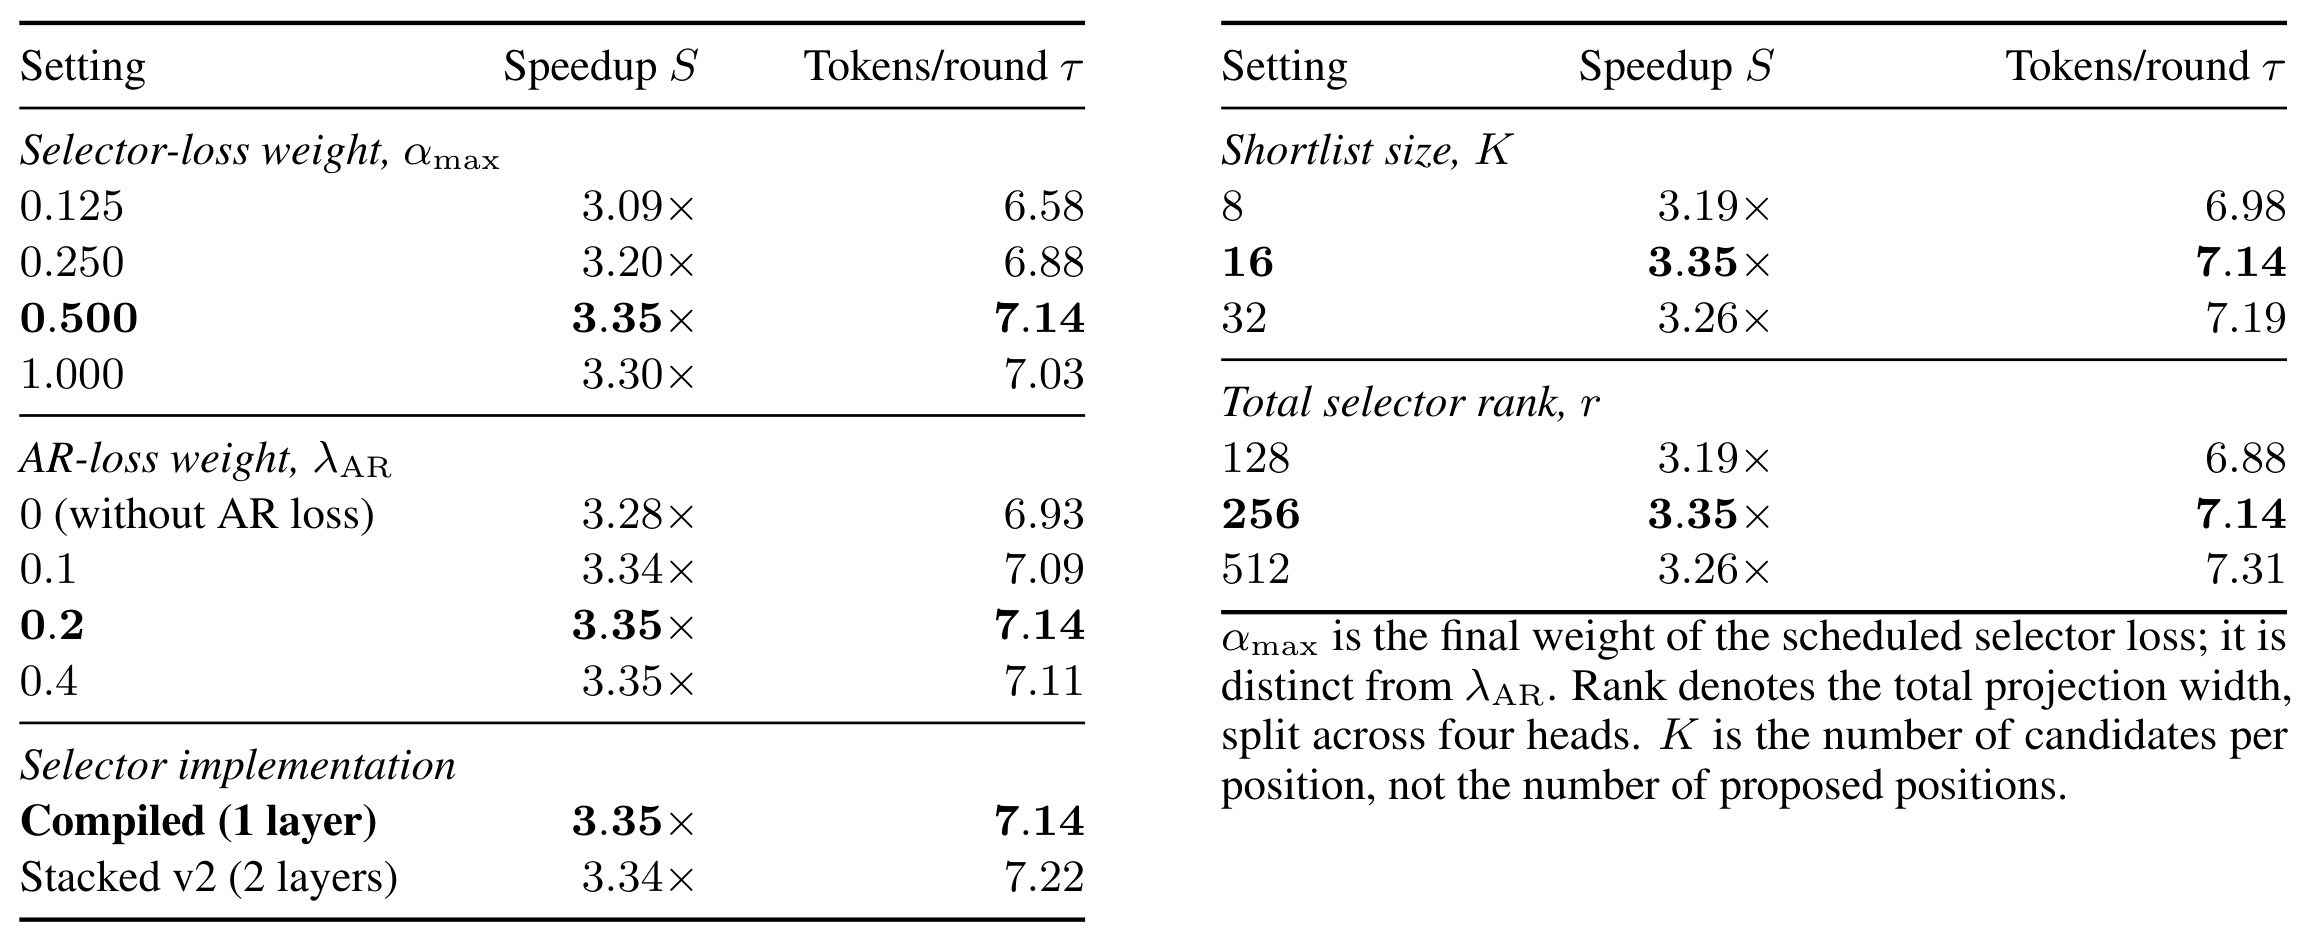 Setting Speedup S Tokens/round τ
Selector-loss weight, αmax
0.125 3.09× 6.58
0.250 3.20× 6.88
0.500 3.35× 7.14
1.000 3.30× 7.03
AR-loss weight, λAR
0 (without AR loss) 3.28× 6.93
0.1 3.34× 7.09
0.2 3.35× 7.14
0.4 3.35× 7.11
Selector implementation
Compiled (1 layer) 3.35× 7.14
Stacked v2 (2 layers) 3.34× 7.22
Setting Speedup S Tokens/round τ
Shortlist size, K
8 3.19× 6.98
16 3.35× 7.14
32 3.26× 7.19
Total selector rank, r
128 3.19× 6.88
256 3.35× 7.14
512 3.26× 7.31
αmax is the final weight of the scheduled selector loss; it is
distinct from λAR. Rank denotes the total projection width,
split across four heads. K is the number of candidates per
position, not the number of proposed positions.